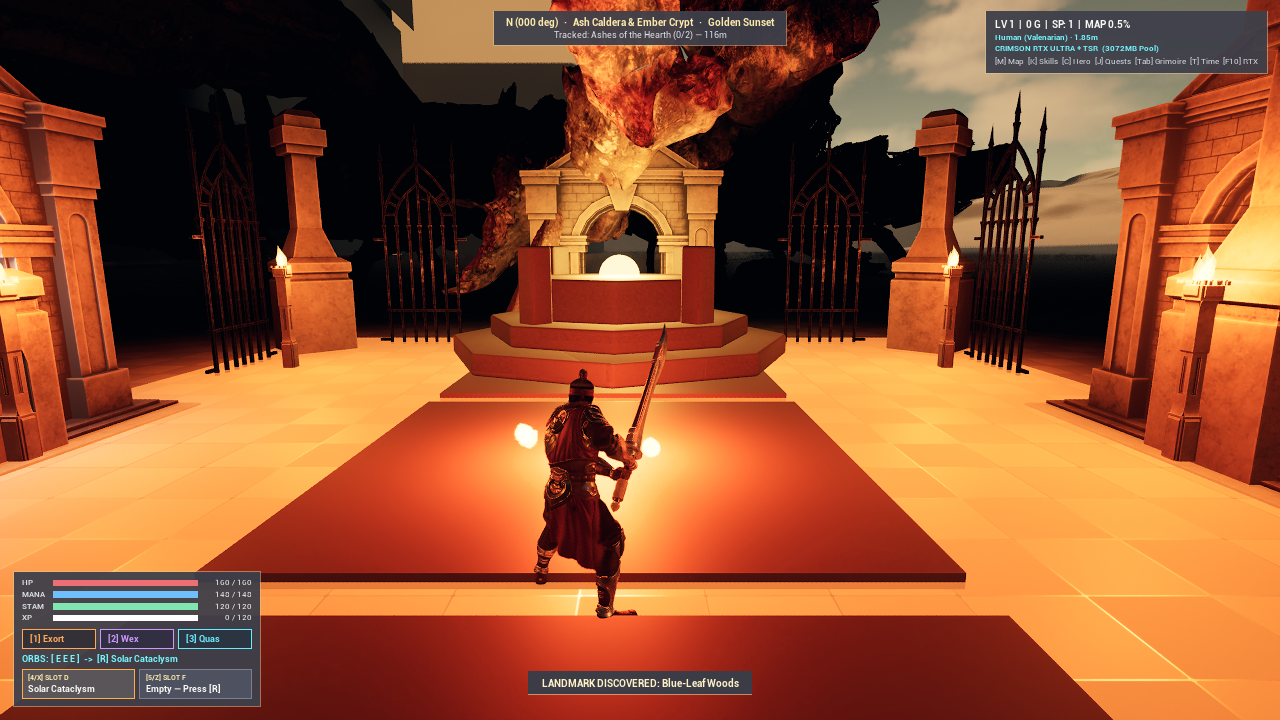 N (000 deg) · Ash Caldera & Ember Crypt · Golden Sunset
Tracked: Ashes of the Hearth (0/2) — 116m
LV 1 | 0 G | SP: 1 | MAP 0.5%
Human (Valenarian) · 1.85m
CRIMSON RTX ULTRA + TSR (3072MB Pool)
[M] Map [K] Skills [C] Hero [J] Quests [Tab] Grimoire [T] Time [F10] RTX
HP 160 / 160
MANA 148 / 148
STAM 120 / 120
XP 0 / 120
[1] Exort [2] Wex [3] Quas
ORBS: [ E E E ] -> [R] Solar Cataclysm
[4/X] SLOT D [5/Z] SLOT F
Solar Cataclysm Empty — Press [R]
LANDMARK DISCOVERED: Blue-Leaf Woods